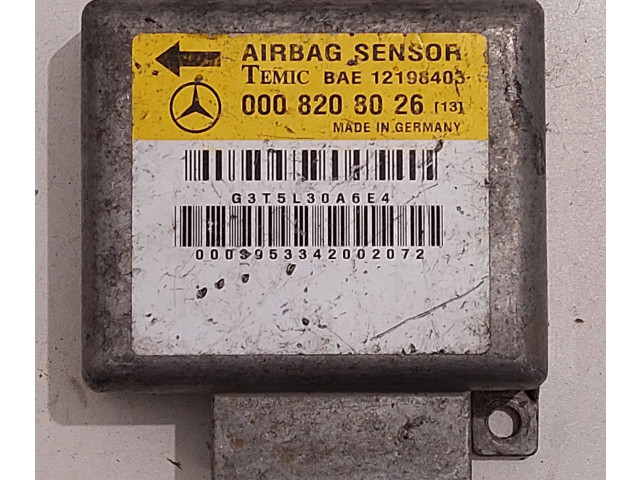 AIRBAG SENSOR
TEMIC BAE 12198403
000 820 80 26 [13]
MADE IN GERMANY
G3T5L30A6E4
0003953342002072